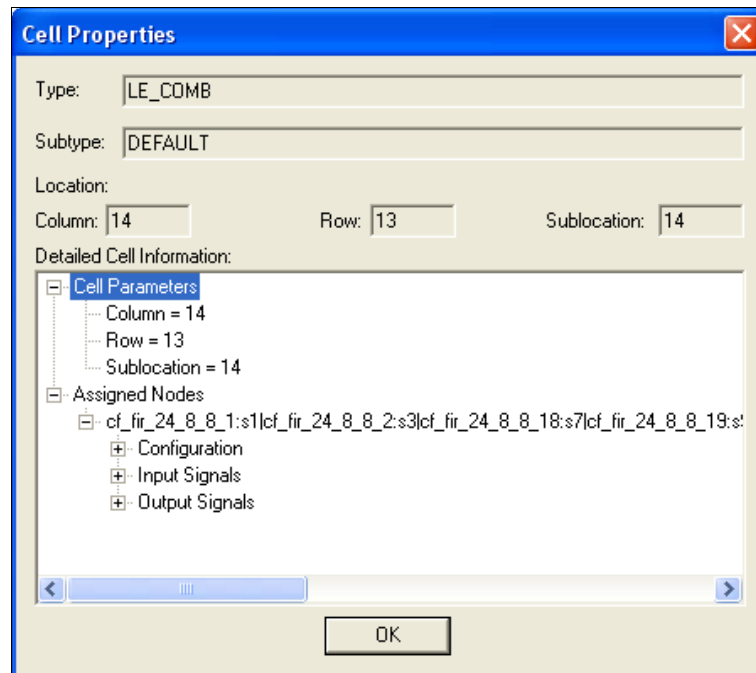 Cell Properties
Type: LE_COMB
Subtype: DEFAULT
Location:
Column: 14 Row: 13 Sublocation: 14
Detailed Cell Information:
Cell Parameters
Column = 14
Row = 13
Sublocation = 14
Assigned Nodes
cf_fir_24_8_8_1:s1|cf_fir_24_8_8_2:s3|cf_fir_24_8_8_18:s7|cf_fir_24_8_8_19:s
Configuration
Input Signals
Output Signals
OK